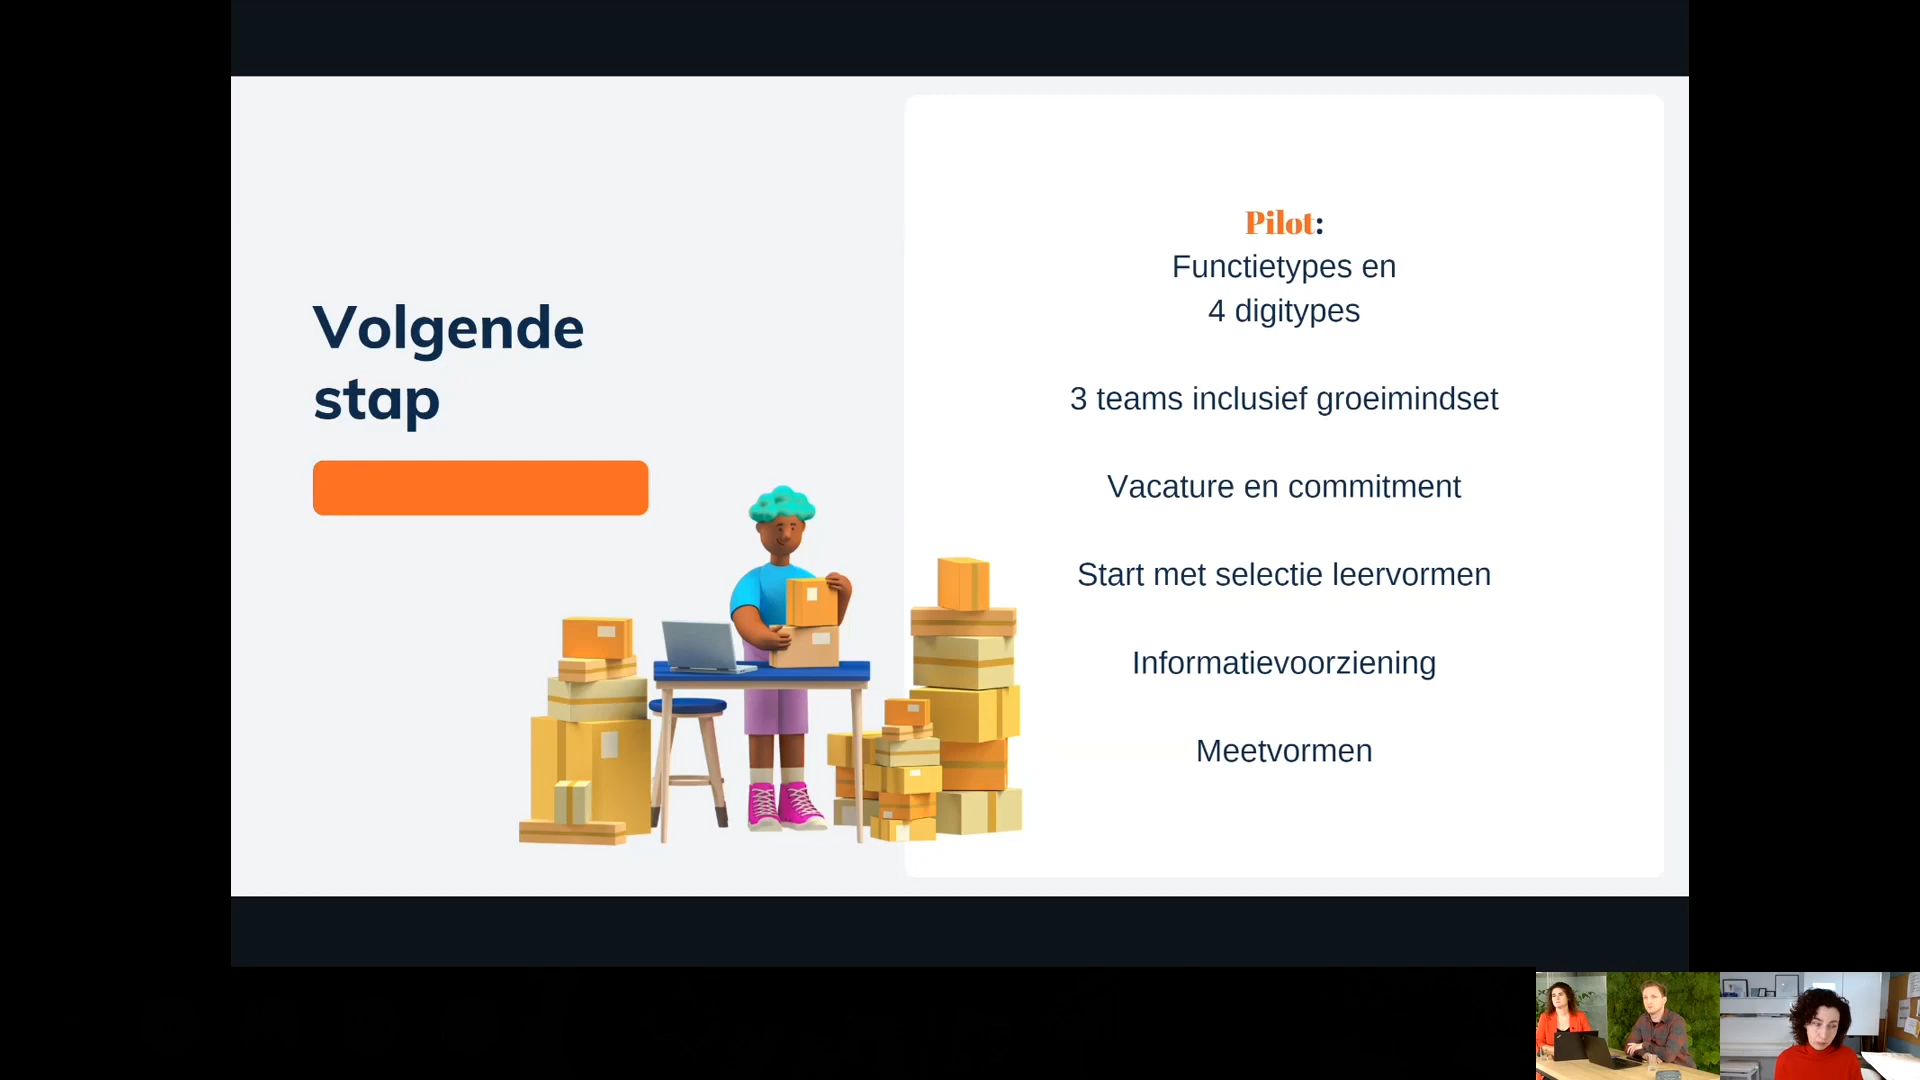 Volgende
stap
Pilot:
Functietypes en
4 digitypes
3 teams inclusief groeimindset
Vacature en commitment
Start met selectie leervormen
Informatievoorziening
Meetvormen